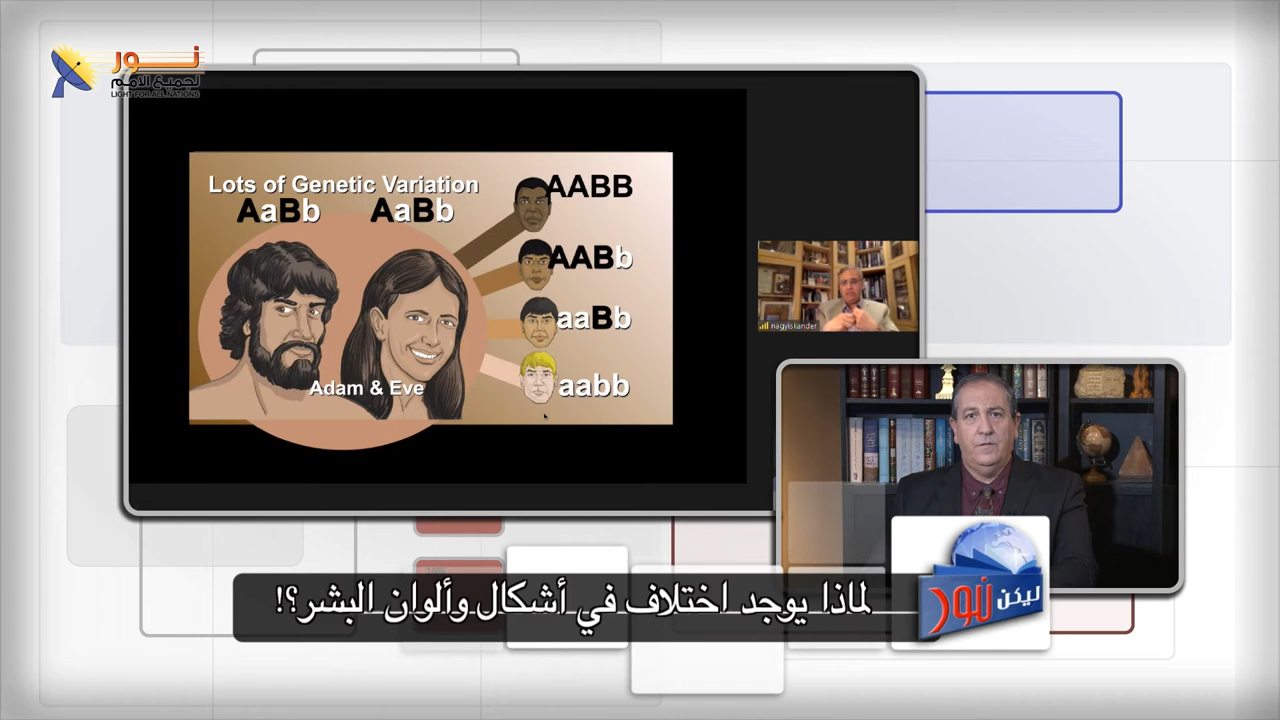 نور
لجميع الأمم
LIGHT FOR ALL NATIONS
Lots of Genetic Variation
AaBb AaBb
AABB
AABb
aaBb
aabb
Adam & Eve
nagyiskander
لماذا يوجد اختلاف في أشكال وألوان البشر؟!
ليكن نور